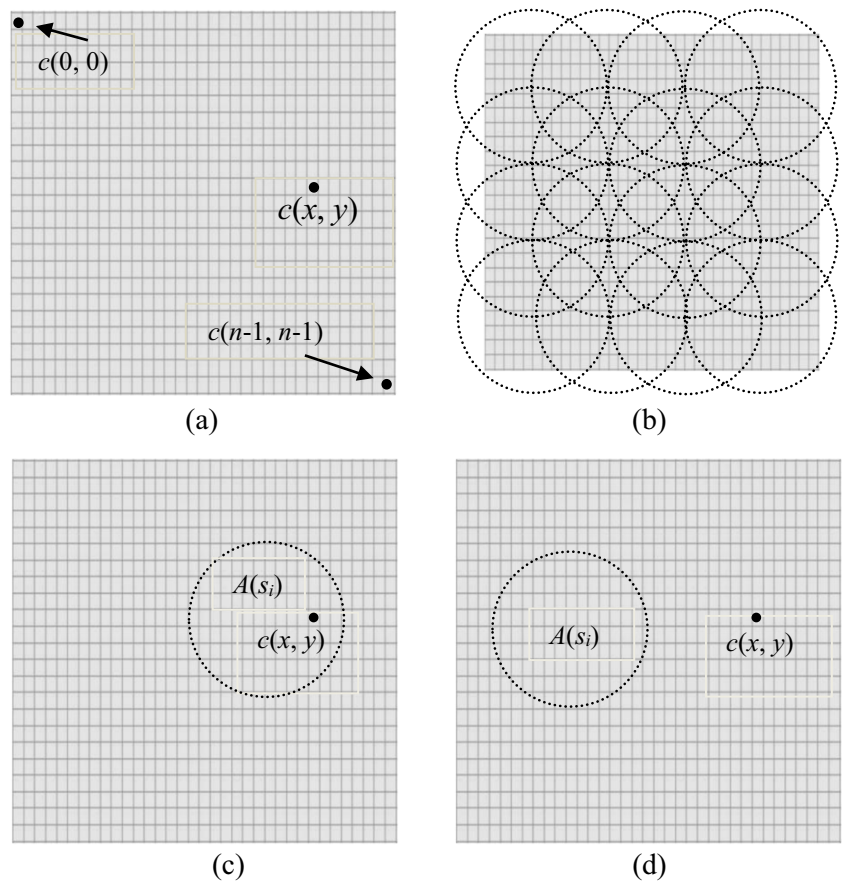 c(0, 0)
c(x, y)
c(n-1, n-1)
(a)
(b)
A(sᵢ)
c(x, y)
A(sᵢ)
c(x, y)
(c)
(d)